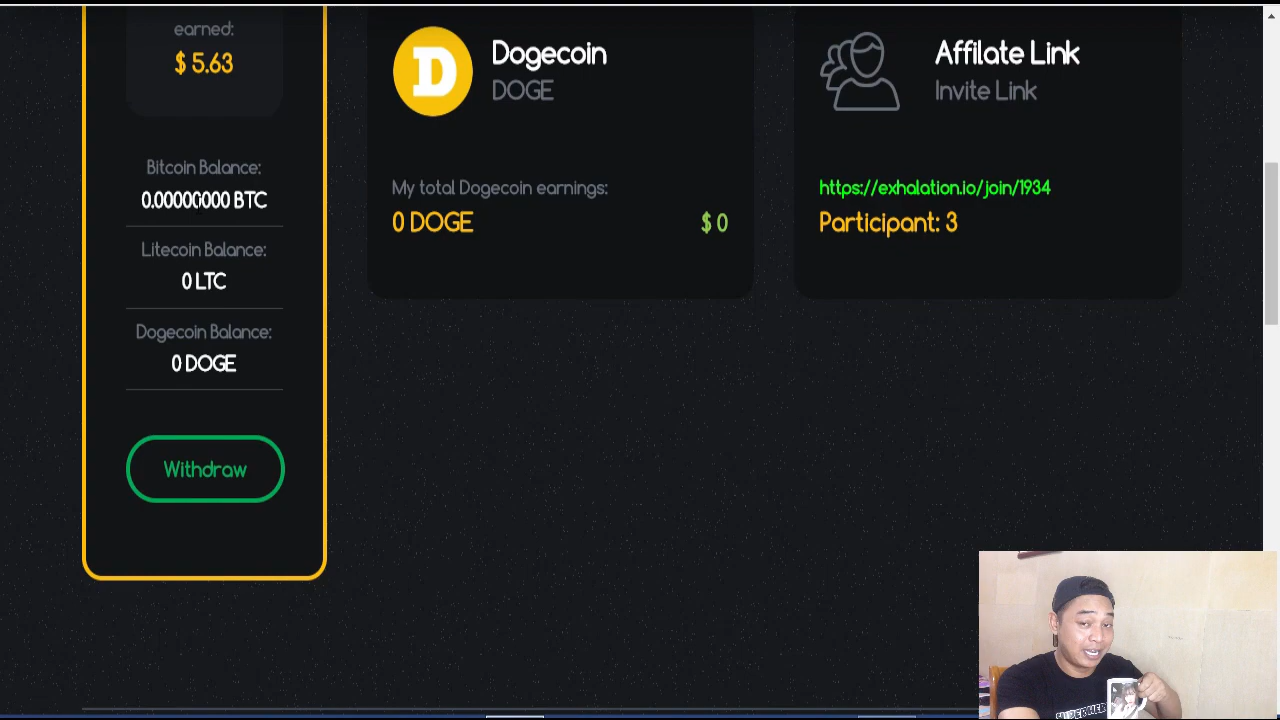 earned:
$ 5.63
Bitcoin Balance:
0.00000000 BTC
Litecoin Balance:
0 LTC
Dogecoin Balance:
0 DOGE
Withdraw
D
Dogecoin
DOGE
My total Dogecoin earnings:
0 DOGE
$ 0
Affilate Link
Invite Link
https://exhalation.io/join/1934
Participant: 3